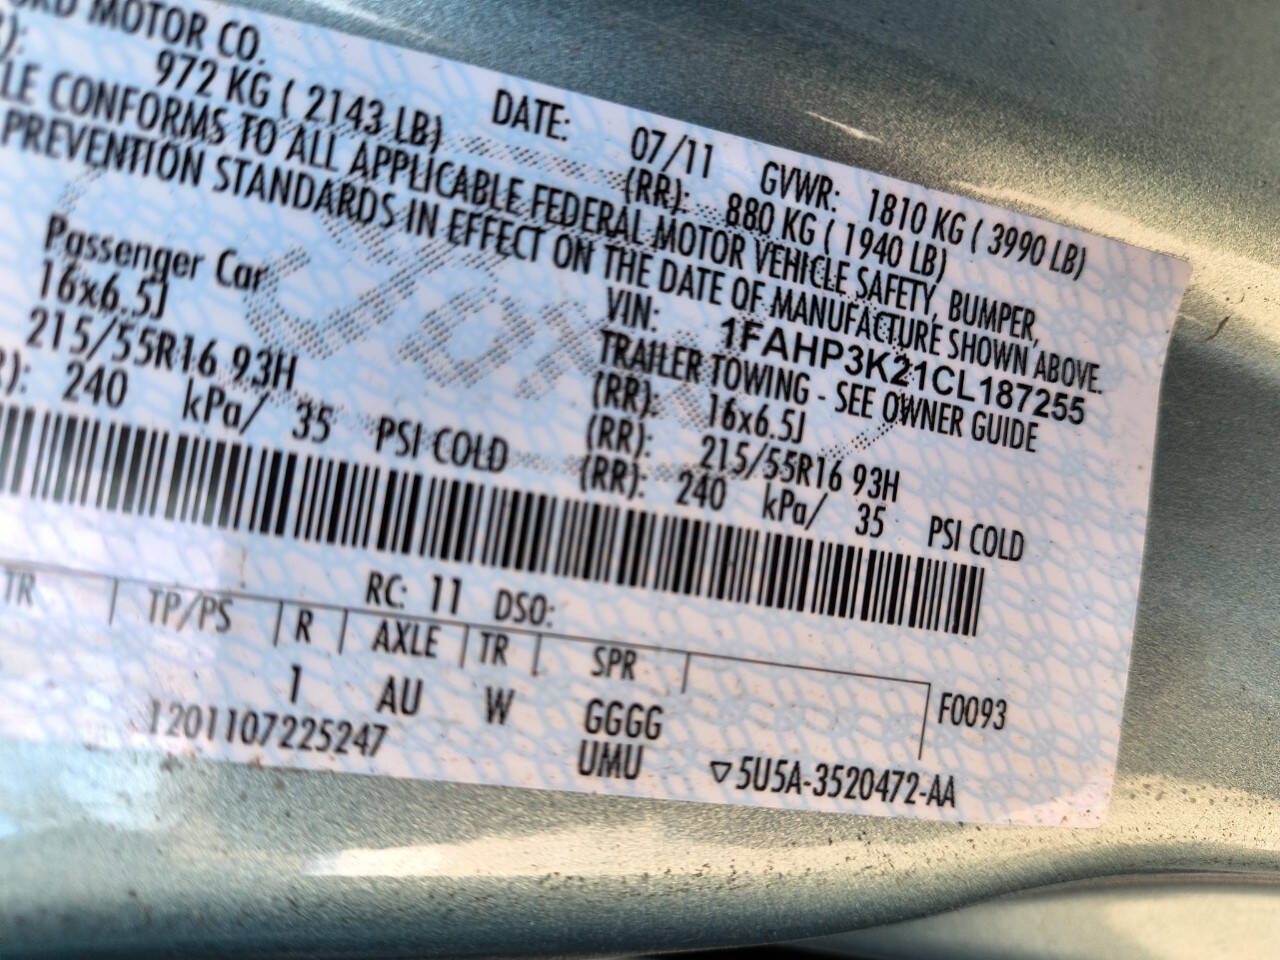 ORD MOTOR CO.
DATE: 07/11 GVWR: 1810 KG ( 3990 LB)
): 972 KG ( 2143 LB) (RR): 880 KG ( 1940 LB)
LE CONFORMS TO ALL APPLICABLE FEDERAL MOTOR VEHICLE SAFETY, BUMPER,
PREVENTION STANDARDS IN EFFECT ON THE DATE OF MANUFACTURE SHOWN ABOVE.
VIN: 1FAHP3K21CL187255
Passenger Car TRAILER TOWING - SEE OWNER GUIDE
16x6.5J (RR): 16x6.5J
215/55R16 93H (RR): 215/55R16 93H
): 240 kPa/ 35 PSI COLD (RR): 240 kPa/ 35 PSI COLD
RC: 11 DSO:
TR | TP/PS | R | AXLE | TR | SPR
1 AU W GGGG F0093
1201107225247 UMU ▽5U5A-3520472-AA